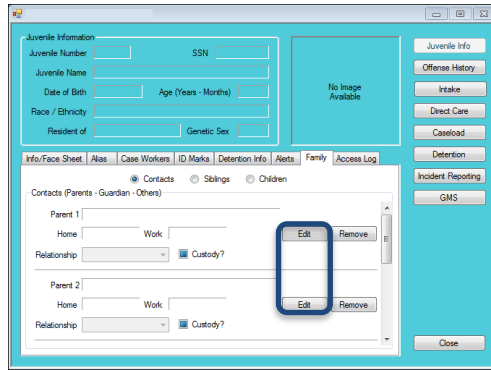 Juvenile Information
Juvenile Number SSN
Juvenile Name
Date of Birth Age (Years - Months)
Race / Ethnicity
Resident of Genetic Sex
No Image
Available
Juvenile Info
Offense History
Intake
Direct Care
Caseload
Detention
Incident Reporting
GMS
Info/Face Sheet Alias Case Workers ID Marks Detention Info Alerts Family Access Log
Contacts Siblings Children
Contacts (Parents - Guardian - Others)
Parent 1
Home Work Edit Remove
Relationship Custody?
Parent 2
Home Work Edit Remove
Relationship Custody?
Close